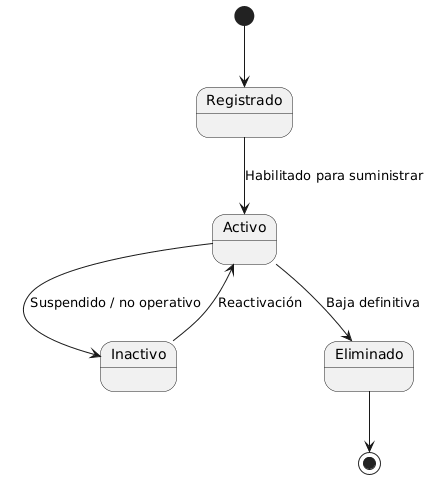 Registrado
Habilitado para suministrar
Activo
Suspendido / no operativo
Reactivación
Baja definitiva
Inactivo
Eliminado